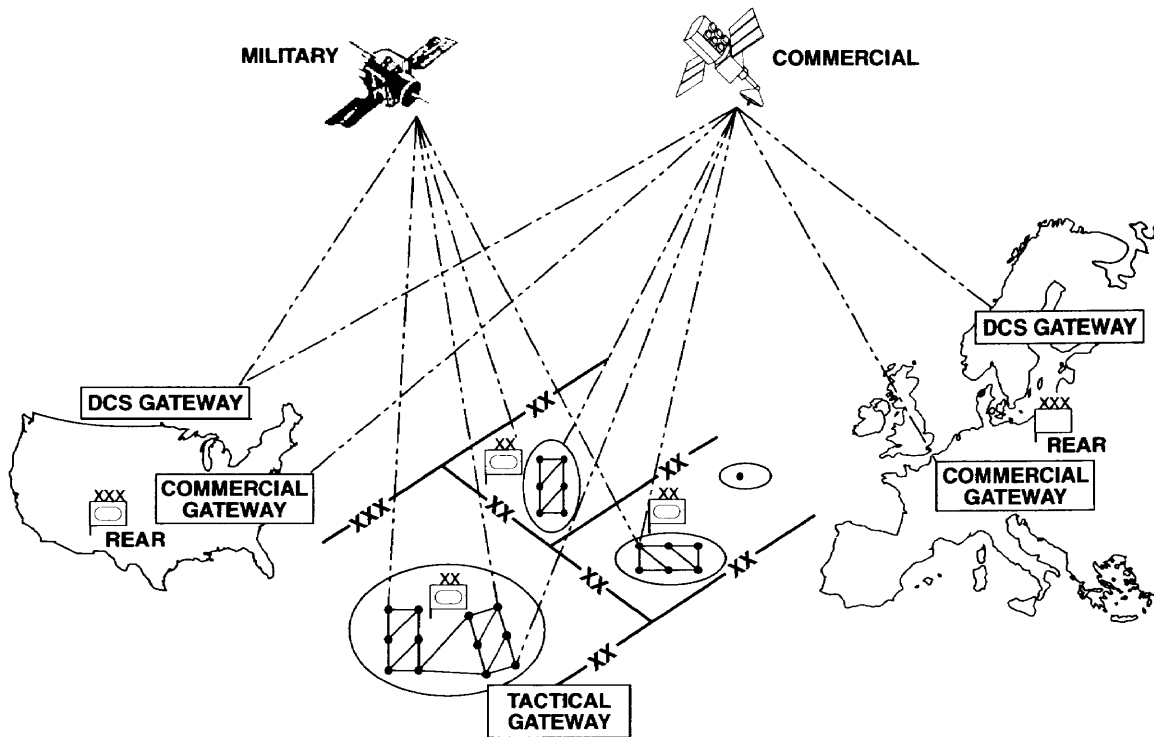 MILITARY
COMMERCIAL
DCS GATEWAY
DCS GATEWAY
XX
XXX
REAR
XX
XX
COMMERCIAL
GATEWAY
COMMERCIAL
GATEWAY
XXX
REAR
XXX
XX
XX
XX
XX
XX
XX
TACTICAL
GATEWAY